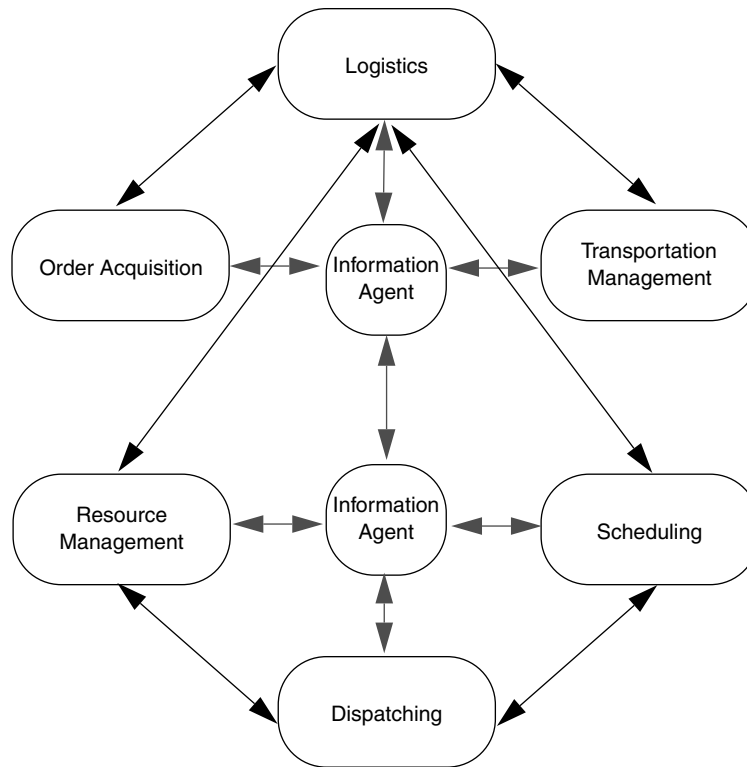 Logistics
Order Acquisition
Information
Agent
Transportation
Management
Resource
Management
Information
Agent
Scheduling
Dispatching